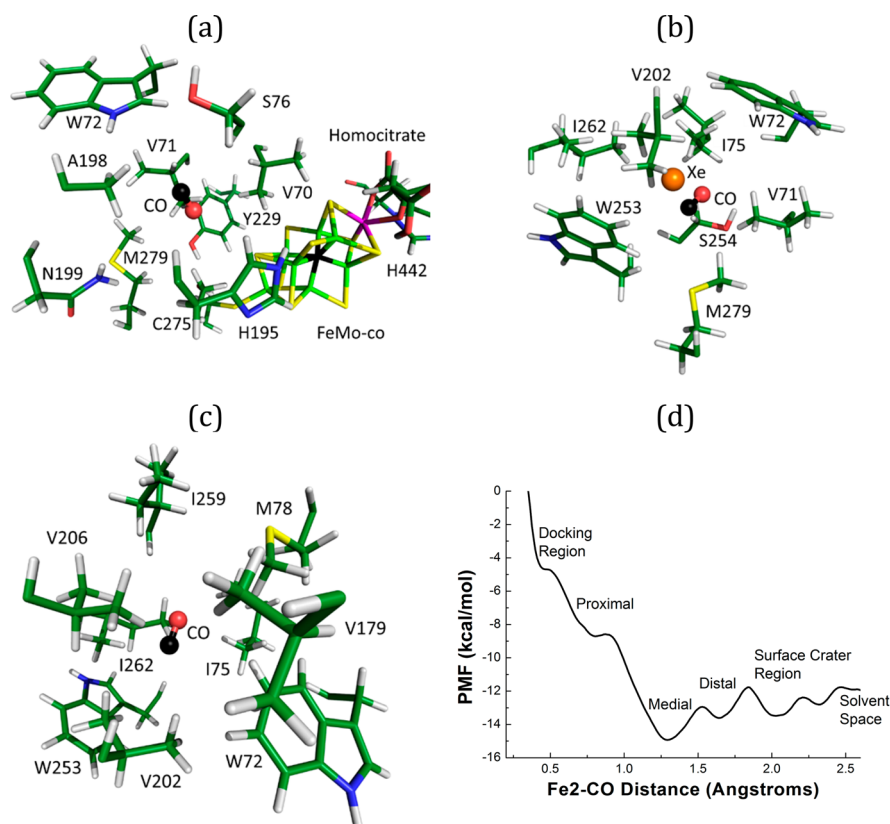 (a)
W72
S76
V71
Homocitrate
A198
CO
V70
Y229
M279
N199
H442
C275
H195
FeMo-co
(b)
V202
W72
I262
I75
Xe
CO
V71
W253
S254
M279
(c)
I259
M78
V206
CO
V179
I262
I75
W253
V202
W72
(d)
0
-2
-4
-6
-8
-10
-12
-14
-16
PMF (kcal/mol)
Docking
Region
Proximal
Medial
Distal
Surface Crater
Region
Solvent
Space
0.5 1.0 1.5 2.0 2.5
Fe2-CO Distance (Angstroms)